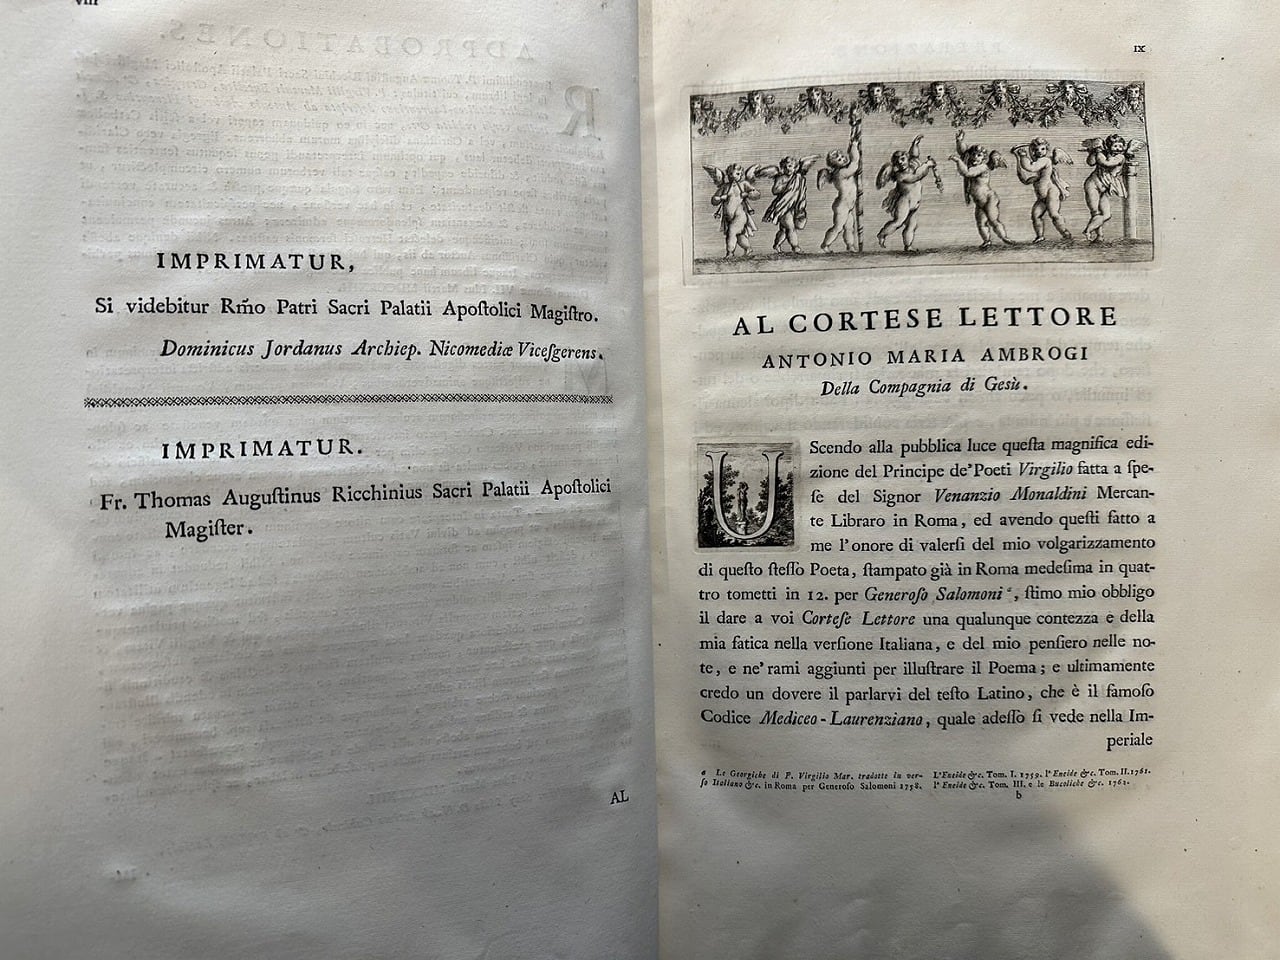 viii
IMPRIMATUR,
Si videbitur Rm̃o Patri Sacri Palatii Apoſtolici Magiſtro.
Dominicus Jordanus Archiep. Nicomediæ Viceſgerens.
IMPRIMATUR.
Fr. Thomas Auguſtinus Ricchinius Sacri Palatii Apoſtolici
Magiſter.
AL
IX
AL CORTESE LETTORE
ANTONIO MARIA AMBROGI
Della Compagnia di Gesù.
UScendo alla pubblica luce queſta magnifica edi-
zione del Principe de' Poeti Virgilio fatta a ſpe-
ſe del Signor Venanzio Monaldini Mercan-
te Libraro in Roma, ed avendo queſti fatto a
me l'onore di valerſi del mio volgarizzamento
di queſto ſteſſo Poeta, ſtampato già in Roma medeſima in quat-
tro tometti in 12. per Generoſo Salomoni a, ſtimo mio obbligo
il dare a voi Corteſe Lettore una qualunque contezza e della
mia fatica nella verſione Italiana, e del mio penſiero nelle no-
te, e ne' rami aggiunti per illuſtrare il Poema; e ultimamente
credo un dovere il parlarvi del teſto Latino, che è il famoſo
Codice Mediceo-Laurenziano, quale adeſſo ſi vede nella Im-
periale
a Le Georgiche di P. Virgilio Mar. tradotte in ver-
ſo Italiano &c. in Roma per Generoſo Salomoni 1758.
L'Eneide &c. Tom. I. 1759. l'Eneide &c. Tom. II. 1761.
l'Eneide &c. Tom. III. e le Bucoliche &c. 1762.
b